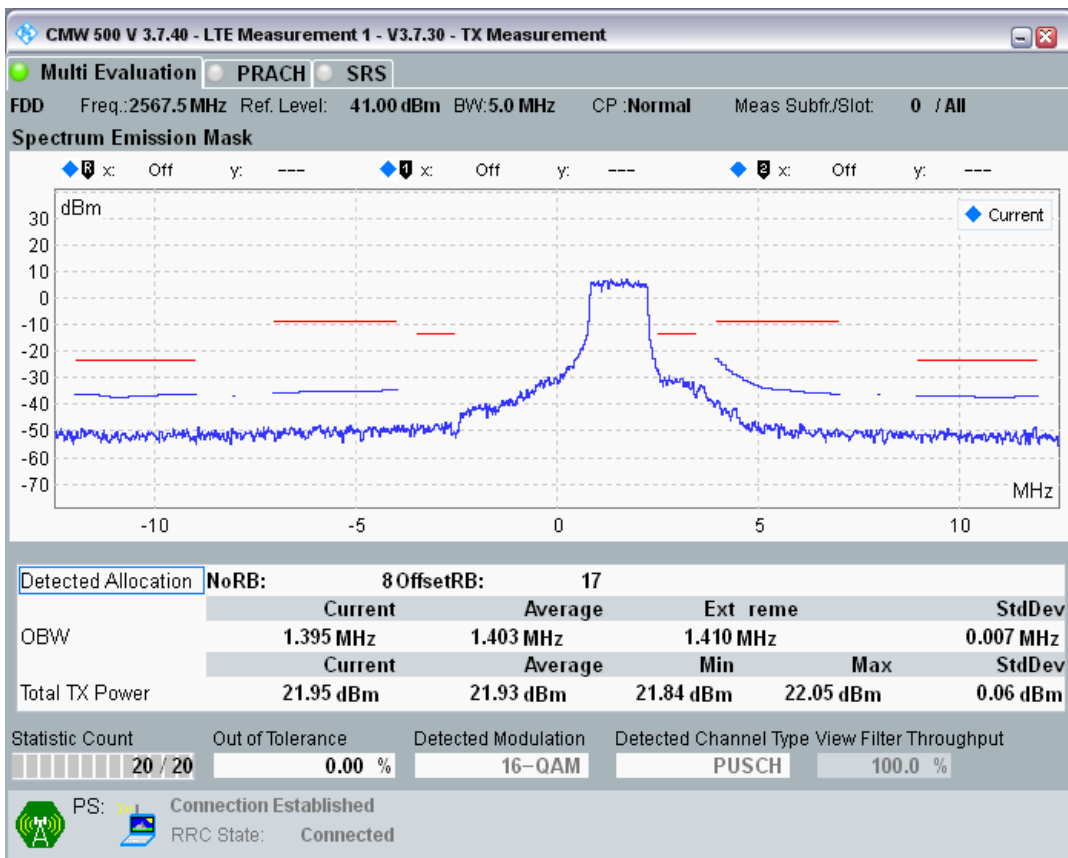 CMW 500 V 3.7.40 - LTE Measurement 1 - V3.7.30 - TX Measurement
Multi Evaluation PRACH SRS
FDD Freq.:2567.5 MHz Ref. Level: 41.00 dBm BW:5.0 MHz CP :Normal Meas Subfr./Slot: 0 / All
Spectrum Emission Mask
R x: Off y: --- 1 x: Off y: --- 2 x: Off y: ---
dBm
Current
30
20
10
0
-10
-20
-30
-40
-50
-60
-70
MHz
-10 -5 0 5 10
Detected Allocation NoRB: 8 OffsetRB: 17
Current Average Ext reme StdDev
OBW 1.395 MHz 1.403 MHz 1.410 MHz 0.007 MHz
Current Average Min Max StdDev
Total TX Power 21.95 dBm 21.93 dBm 21.84 dBm 22.05 dBm 0.06 dBm
Statistic Count Out of Tolerance Detected Modulation Detected Channel Type View Filter Throughput
20 / 20 0.00 % 16-QAM PUSCH 100.0 %
PS: Connection Established
RRC State: Connected